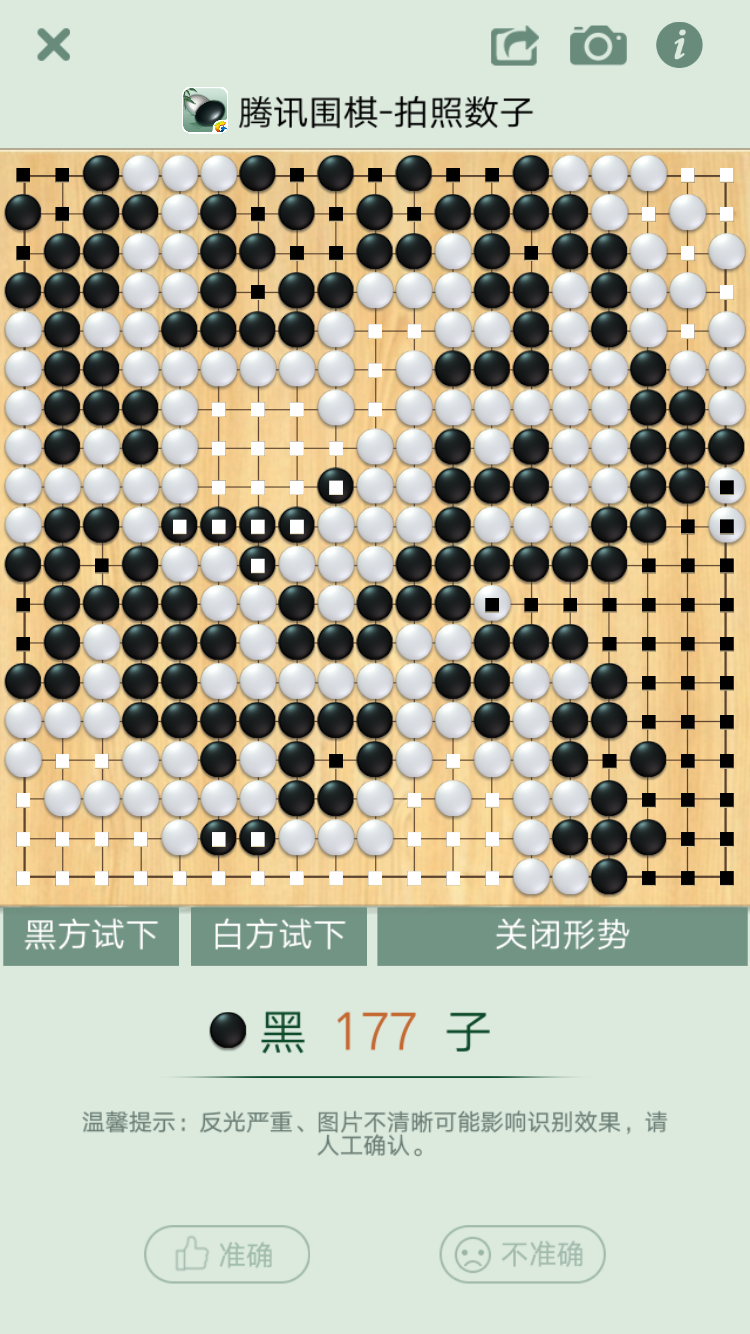 腾讯围棋-拍照数子
黑方试下 白方试下 关闭形势
黑 177 子
温馨提示：反光严重、图片不清晰可能影响识别效果，请
人工确认。
准确 不准确